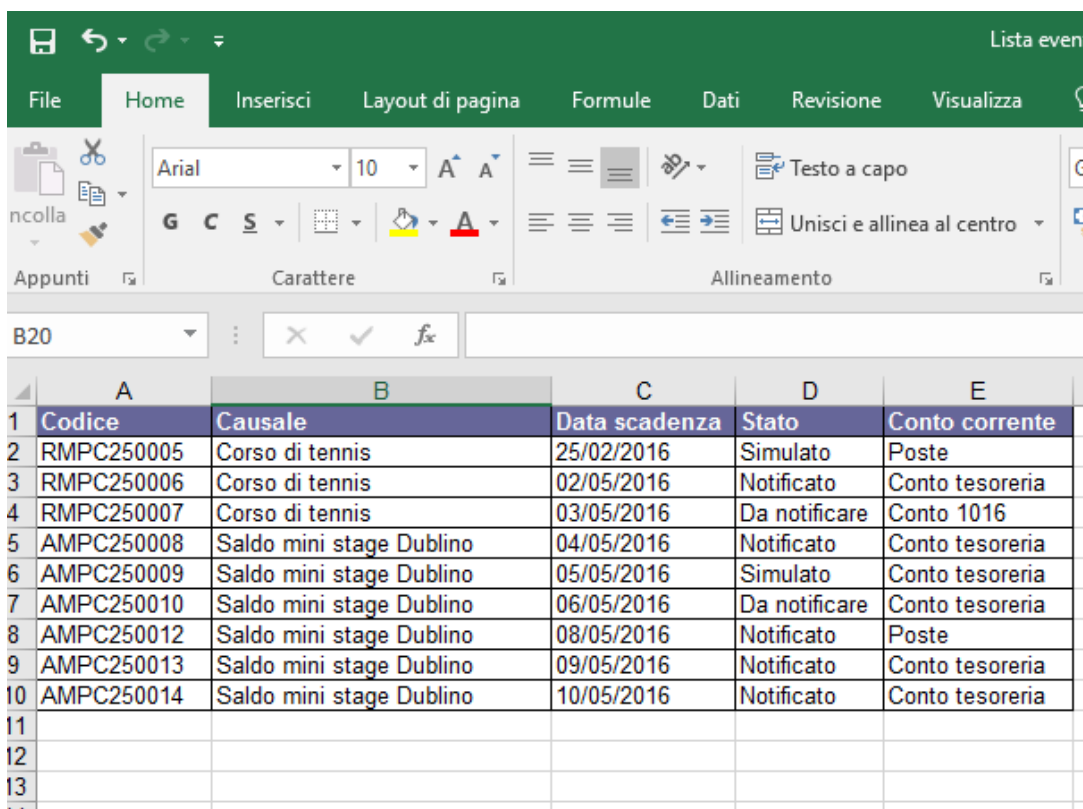 Lista even
File Home Inserisci Layout di pagina Formule Dati Revisione Visualizza
Arial 10 A A Testo a capo
ncolla G C S A Unisci e allinea al centro
Appunti Carattere Allineamento
B20 fx
A B C D E
1 Codice Causale Data scadenza Stato Conto corrente
2 RMPC250005 Corso di tennis 25/02/2016 Simulato Poste
3 RMPC250006 Corso di tennis 02/05/2016 Notificato Conto tesoreria
4 RMPC250007 Corso di tennis 03/05/2016 Da notificare Conto 1016
5 AMPC250008 Saldo mini stage Dublino 04/05/2016 Notificato Conto tesoreria
6 AMPC250009 Saldo mini stage Dublino 05/05/2016 Simulato Conto tesoreria
7 AMPC250010 Saldo mini stage Dublino 06/05/2016 Da notificare Conto tesoreria
8 AMPC250012 Saldo mini stage Dublino 08/05/2016 Notificato Poste
9 AMPC250013 Saldo mini stage Dublino 09/05/2016 Notificato Conto tesoreria
10 AMPC250014 Saldo mini stage Dublino 10/05/2016 Notificato Conto tesoreria
11
12
13